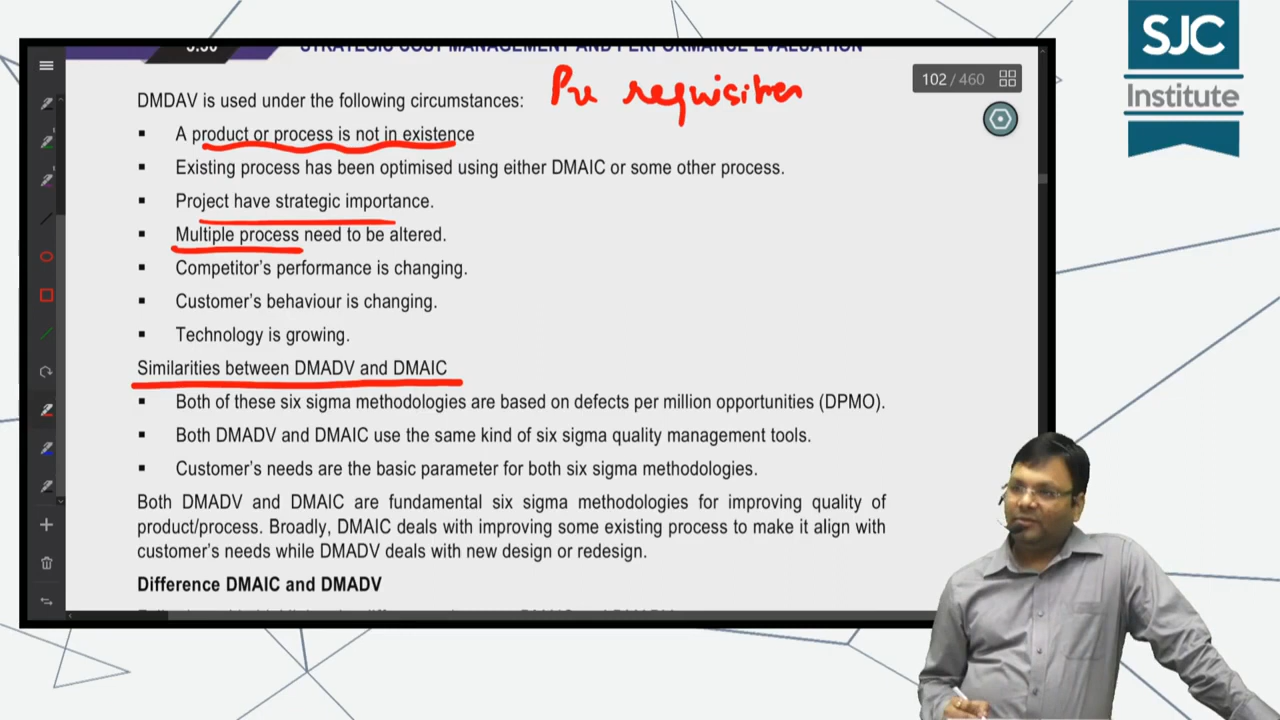 SJC
Institute
STRATEGIC COST MANAGEMENT AND PERFORMANCE EVALUATION
102 / 460
Pre requisites
DMDAV is used under the following circumstances:
▪ A product or process is not in existence
▪ Existing process has been optimised using either DMAIC or some other process.
▪ Project have strategic importance.
▪ Multiple process need to be altered.
▪ Competitor's performance is changing.
▪ Customer's behaviour is changing.
▪ Technology is growing.
Similarities between DMADV and DMAIC
▪ Both of these six sigma methodologies are based on defects per million opportunities (DPMO).
▪ Both DMADV and DMAIC use the same kind of six sigma quality management tools.
▪ Customer's needs are the basic parameter for both six sigma methodologies.
Both DMADV and DMAIC are fundamental six sigma methodologies for improving quality of
product/process. Broadly, DMAIC deals with improving some existing process to make it align with
customer's needs while DMADV deals with new design or redesign.
Difference DMAIC and DMADV